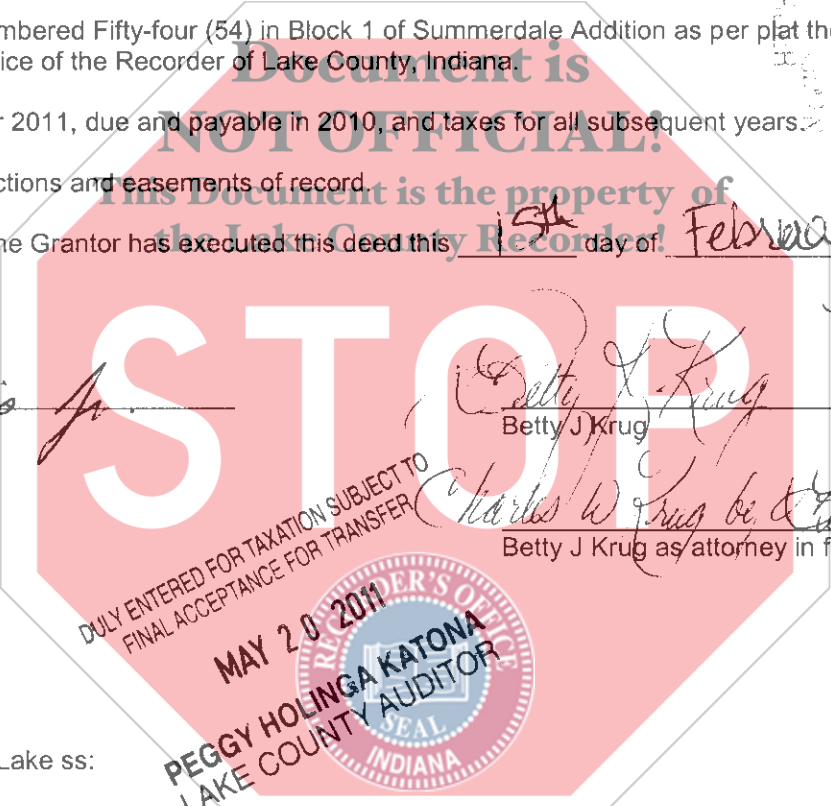 mbered Fifty-four (54) in Block 1 of Summerdale Addition as per plat the
ice of the Recorder of Lake County, Indiana.
Document is
r 2011, due and payable in 2010, and taxes for all subsequent years.
NOT OFFICIAL!
ctions and easements of record.
This Document is the property of
the Lake County Recorder!
ne Grantor has executed this deed this 15th day of Februa
STOP
Jr.
Betty J. Krug
Betty J Krug
Charles W Krug by
Betty J Krug as attorney in f
DULY ENTERED FOR TAXATION SUBJECT TO
FINAL ACCEPTANCE FOR TRANSFER
MAY 20 2011
PEGGY HOLINGA KATONA
LAKE COUNTY AUDITOR
RECORDER'S OFFICE
SEAL
INDIANA
Lake ss: